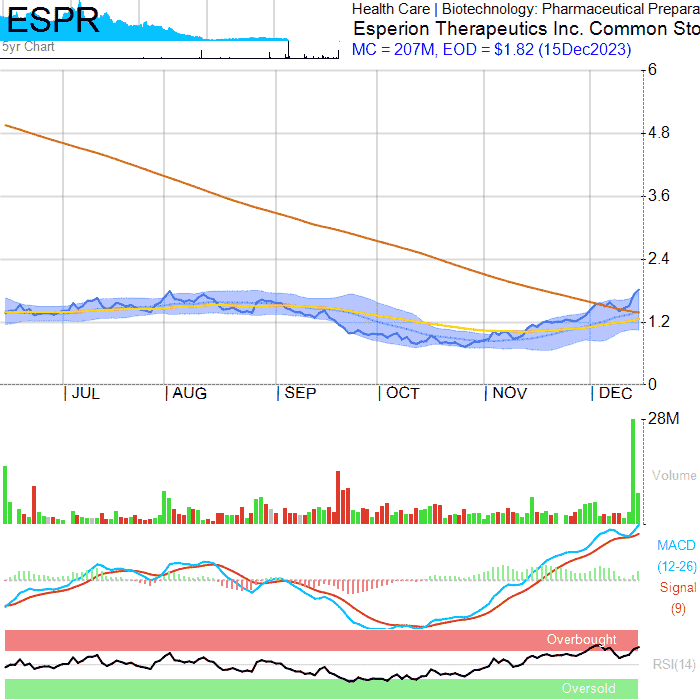 ESPR
5yr Chart
Health Care | Biotechnology: Pharmaceutical Prepara
Esperion Therapeutics Inc. Common Sto
MC = 207M, EOD = $1.82 (15Dec2023)
6
4.8
3.6
2.4
1.2
0
JUL AUG SEP OCT NOV DEC
28M
Volume
MACD
(12-26)
Signal
(9)
Overbought
RSI(14)
Oversold